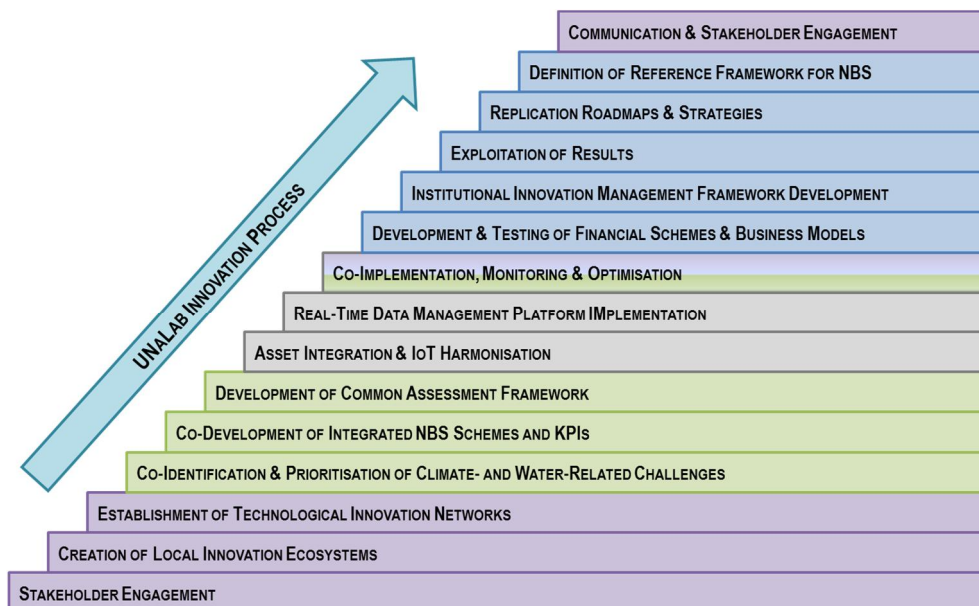 COMMUNICATION & STAKEHOLDER ENGAGEMENT
DEFINITION OF REFERENCE FRAMEWORK FOR NBS
REPLICATION ROADMAPS & STRATEGIES
EXPLOITATION OF RESULTS
INSTITUTIONAL INNOVATION MANAGEMENT FRAMEWORK DEVELOPMENT
DEVELOPMENT & TESTING OF FINANCIAL SCHEMES & BUSINESS MODELS
CO-IMPLEMENTATION, MONITORING & OPTIMISATION
REAL-TIME DATA MANAGEMENT PLATFORM IMPLEMENTATION
ASSET INTEGRATION & IOT HARMONISATION
DEVELOPMENT OF COMMON ASSESSMENT FRAMEWORK
CO-DEVELOPMENT OF INTEGRATED NBS SCHEMES AND KPIS
CO-IDENTIFICATION & PRIORITISATION OF CLIMATE- AND WATER-RELATED CHALLENGES
ESTABLISHMENT OF TECHNOLOGICAL INNOVATION NETWORKS
CREATION OF LOCAL INNOVATION ECOSYSTEMS
STAKEHOLDER ENGAGEMENT
UNALAB INNOVATION PROCESS